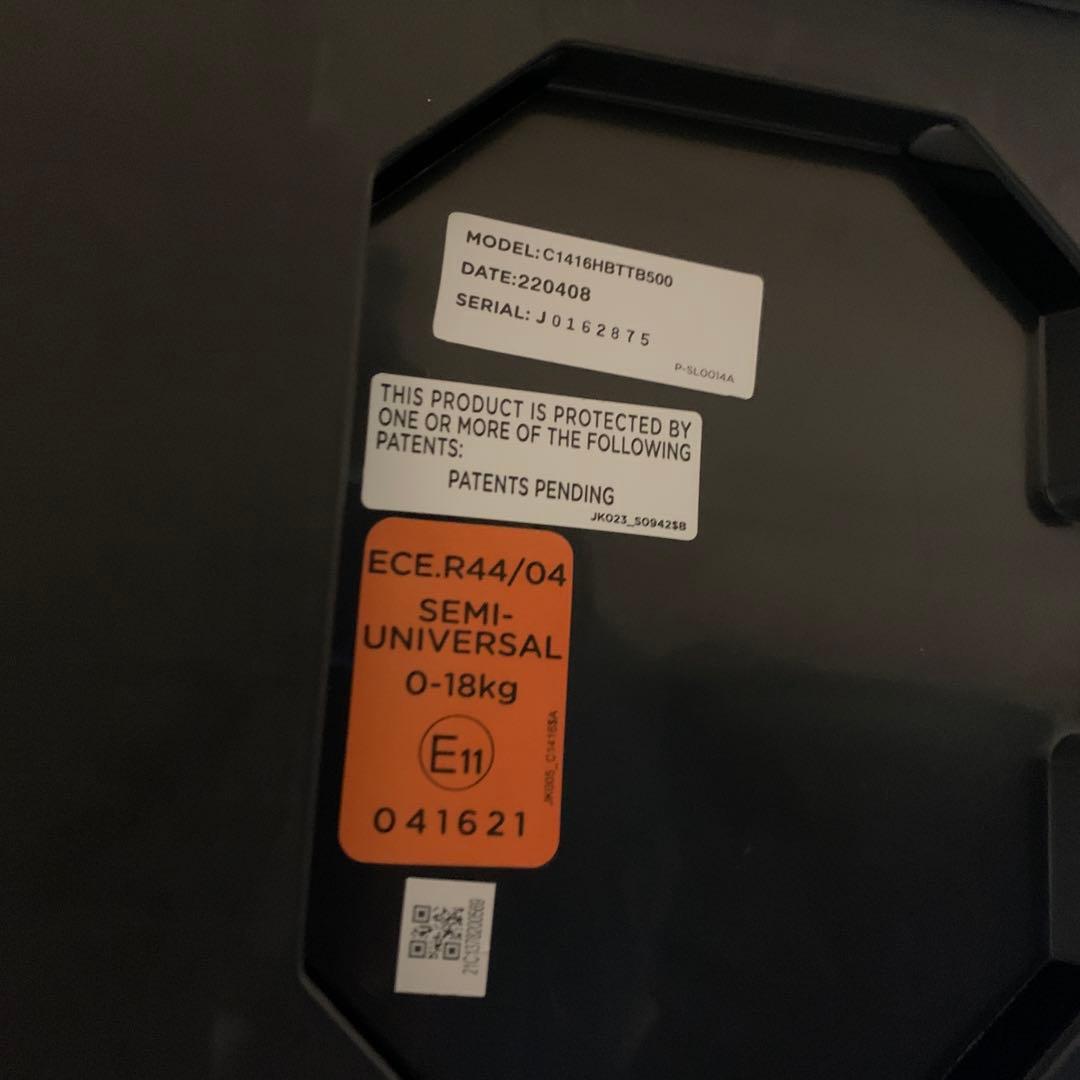 MODEL: C1416HBTTB500
DATE:220408
SERIAL: J0162875
P-SL0014A
THIS PRODUCT IS PROTECTED BY
ONE OR MORE OF THE FOLLOWING
PATENTS:
PATENTS PENDING
JK023_S0942$B
ECE.R44/04
SEMI-
UNIVERSAL
0-18kg
E11
JK005_C1416$A
041621